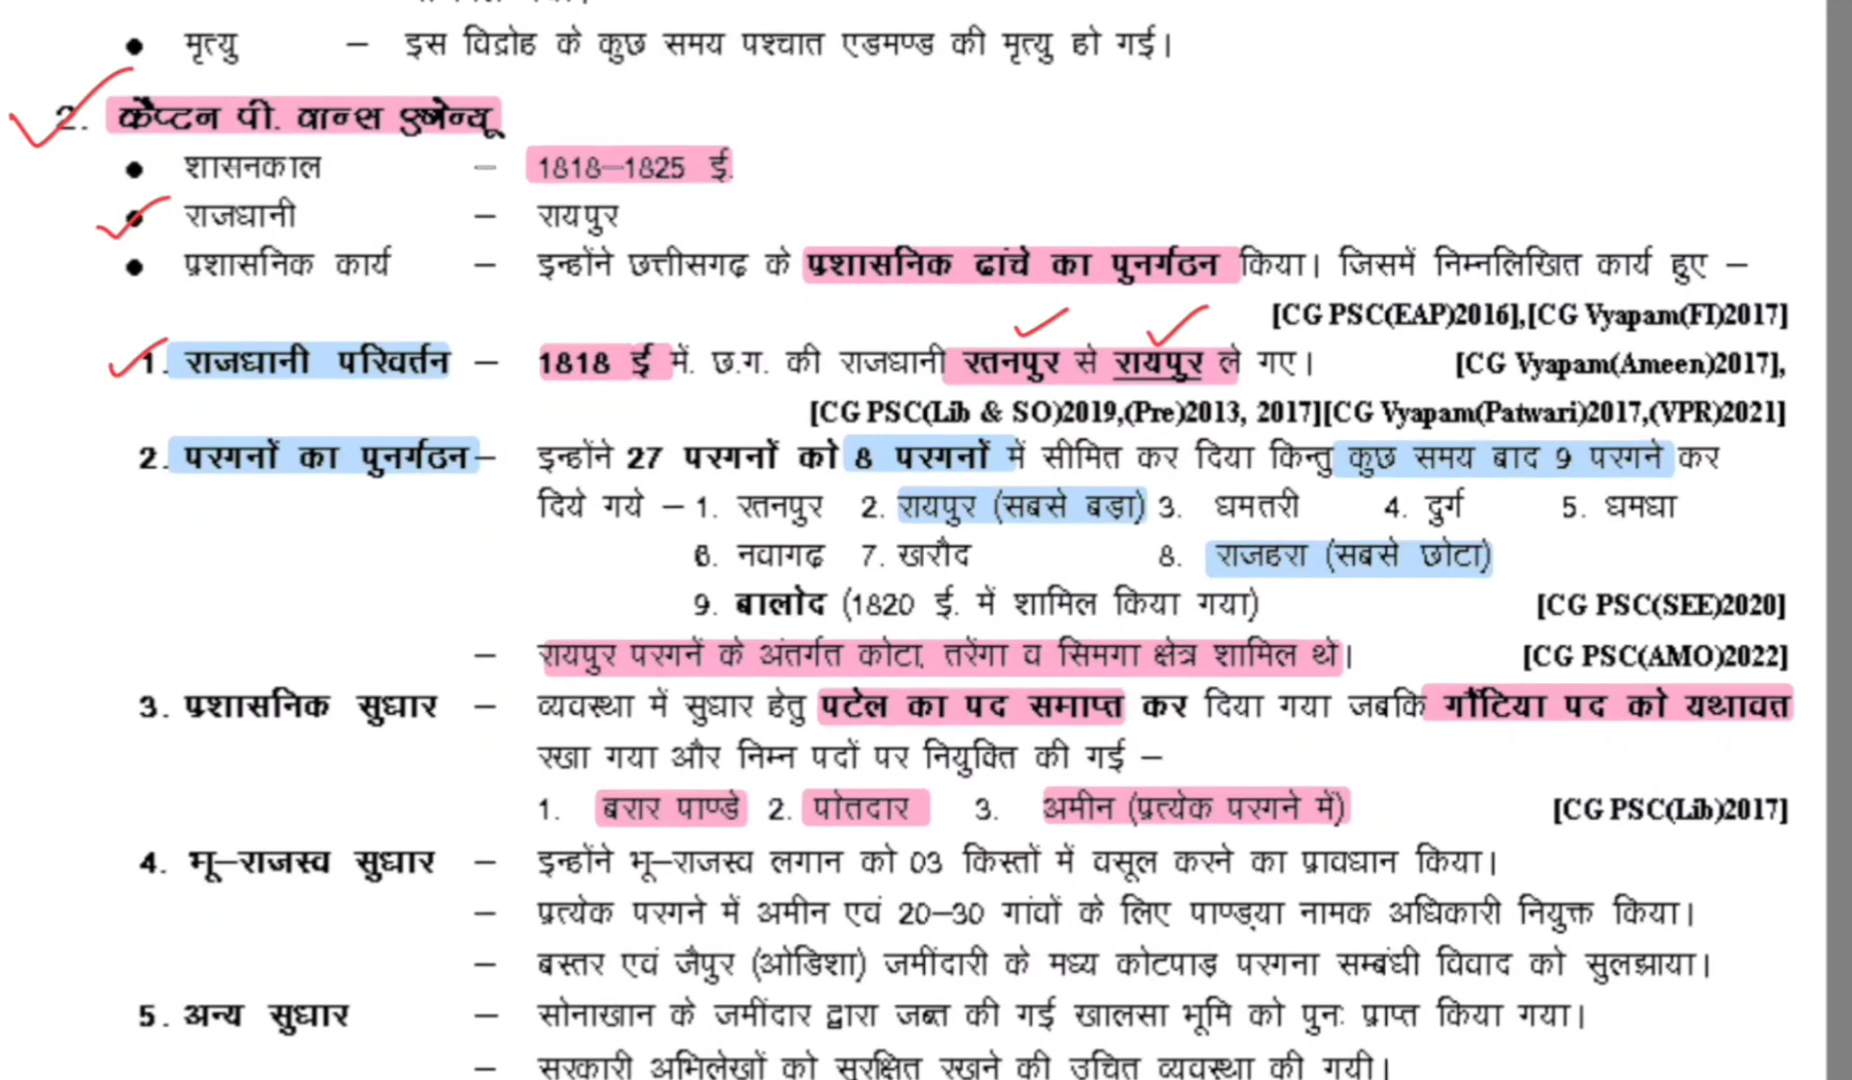 • मृत्यु – इस विद्रोह के कुछ समय पश्चात एडमण्ड की मृत्यु हो गई।
2. कैप्टन पी. वान्स एग्नेन्यू
• शासनकाल – 1818–1825 ई.
• राजधानी – रायपुर
• प्रशासनिक कार्य – इन्होंने छत्तीसगढ़ के प्रशासनिक ढांचे का पुनर्गठन किया। जिसमें निम्नलिखित कार्य हुए –
[CG PSC(EAP)2016],[CG Vyapam(FI)2017]
1. राजधानी परिवर्तन – 1818 ई में. छ.ग. की राजधानी रतनपुर से रायपुर ले गए। [CG Vyapam(Ameen)2017],
[CG PSC(Lib & SO)2019,(Pre)2013, 2017][CG Vyapam(Patwari)2017,(VPR)2021]
2. परगनों का पुनर्गठन– इन्होंने 27 परगनों को 8 परगनों में सीमित कर दिया किन्तु कुछ समय बाद 9 परगने कर
दिये गये – 1. रतनपुर 2. रायपुर (सबसे बड़ा) 3. धमतरी 4. दुर्ग 5. धमधा
6. नवागढ़ 7. खरौद 8. राजहरा (सबसे छोटा)
9. बालोद (1820 ई. में शामिल किया गया) [CG PSC(SEE)2020]
– रायपुर परगनें के अंतर्गत कोटा, तरेंगा व सिमगा क्षेत्र शामिल थे। [CG PSC(AMO)2022]
3. प्रशासनिक सुधार – व्यवस्था में सुधार हेतु पटेल का पद समाप्त कर दिया गया जबकि गौंटिया पद को यथावत
रखा गया और निम्न पदों पर नियुक्ति की गई –
1. बरार पाण्डे 2. पोतदार 3. अमीन (प्रत्येक परगने में) [CG PSC(Lib)2017]
4. भू–राजस्व सुधार – इन्होंने भू–राजस्व लगान को 03 किस्तों में वसूल करने का प्रावधान किया।
– प्रत्येक परगने में अमीन एवं 20–30 गांवों के लिए पाण्ड्या नामक अधिकारी नियुक्त किया।
– बस्तर एवं जैपुर (ओडिशा) जमींदारी के मध्य कोटपाड़ परगना सम्बंधी विवाद को सुलझाया।
5. अन्य सुधार – सोनाखान के जमींदार द्वारा जब्त की गई खालसा भूमि को पुनः प्राप्त किया गया।
– सरकारी अभिलेखों को सुरक्षित रखने की उचित व्यवस्था की गयी।